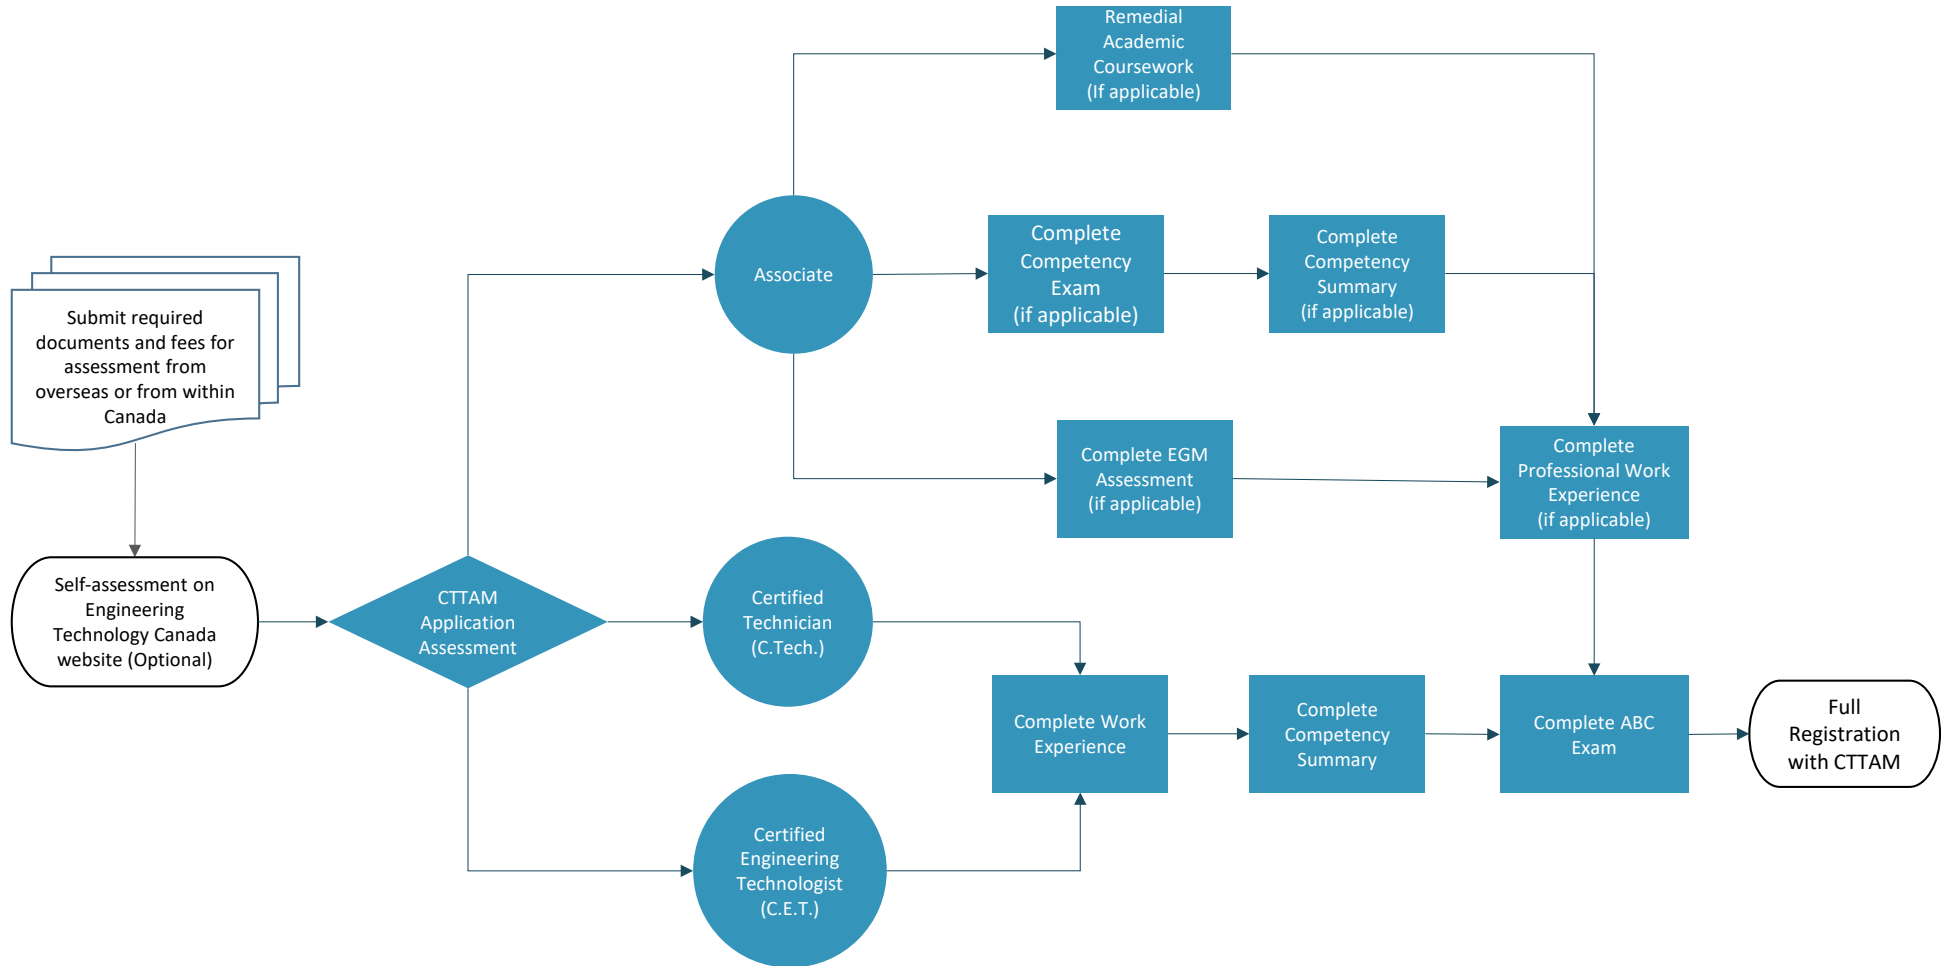 Remedial
Academic
Coursework
(If applicable)
Associate
Complete
Competency
Exam
(if applicable)
Complete
Competency
Summary
(if applicable)
Submit required
documents and fees for
assessment from
overseas or from within
Canada
Complete EGM
Assessment
(if applicable)
Complete
Professional Work
Experience
(if applicable)
Self-assessment on
Engineering
Technology Canada
website (Optional)
CTTAM
Application
Assessment
Certified
Technician
(C.Tech.)
Complete Work
Experience
Complete
Competency
Summary
Complete ABC
Exam
Full
Registration
with CTTAM
Certified
Engineering
Technologist
(C.E.T.)